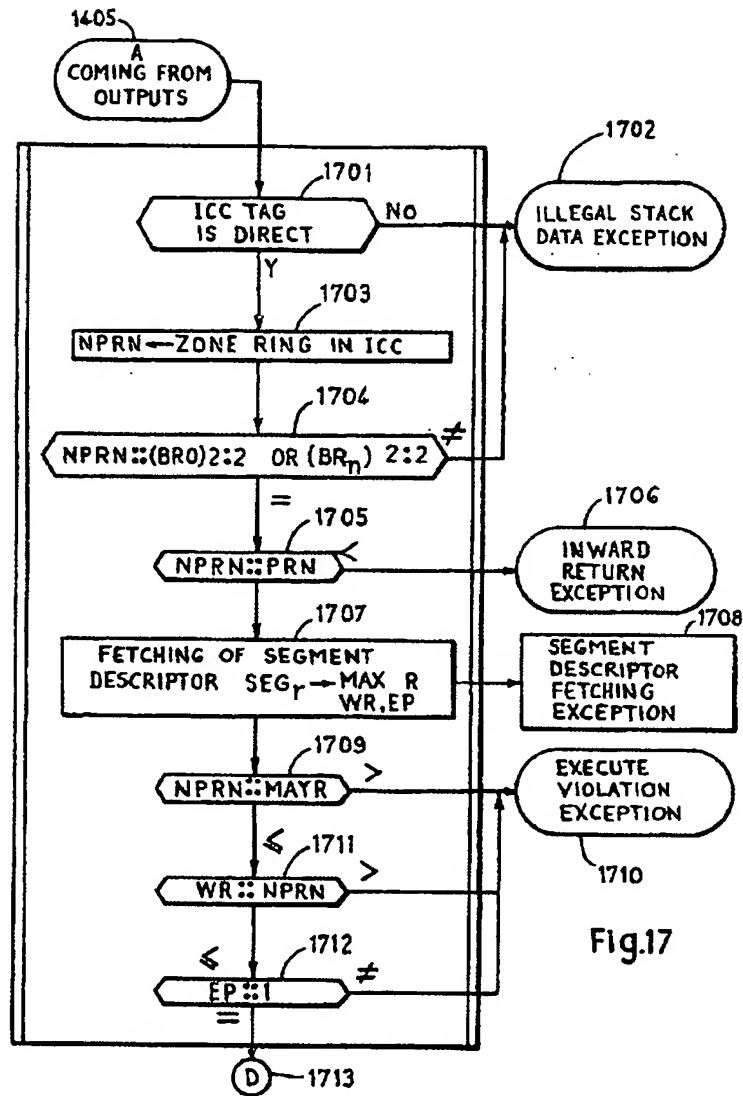 1405
A
COMING FROM
OUTPUTS
1702
1701
ICC TAG
IS DIRECT
No
ILLEGAL STACK
DATA EXCEPTION
Y
1703
NPRN ← ZONE RING IN ICC
1704
NPRN::(BRO)2:2 OR (BRn) 2:2
≠
=
1705
1706
NPRN::PRN
<
INWARD
RETURN
EXCEPTION
1707
1708
FETCHING OF SEGMENT
DESCRIPTOR SEGr → MAX R
WR,EP
SEGMENT
DESCRIPTOR
FETCHING
EXCEPTION
1709
NPRN::MAYR
>
EXECUTE
VIOLATION
EXCEPTION
≤
1711
1710
WR::NPRN
>
Fig.17
≤
1712
EP::1
≠
=
D
1713